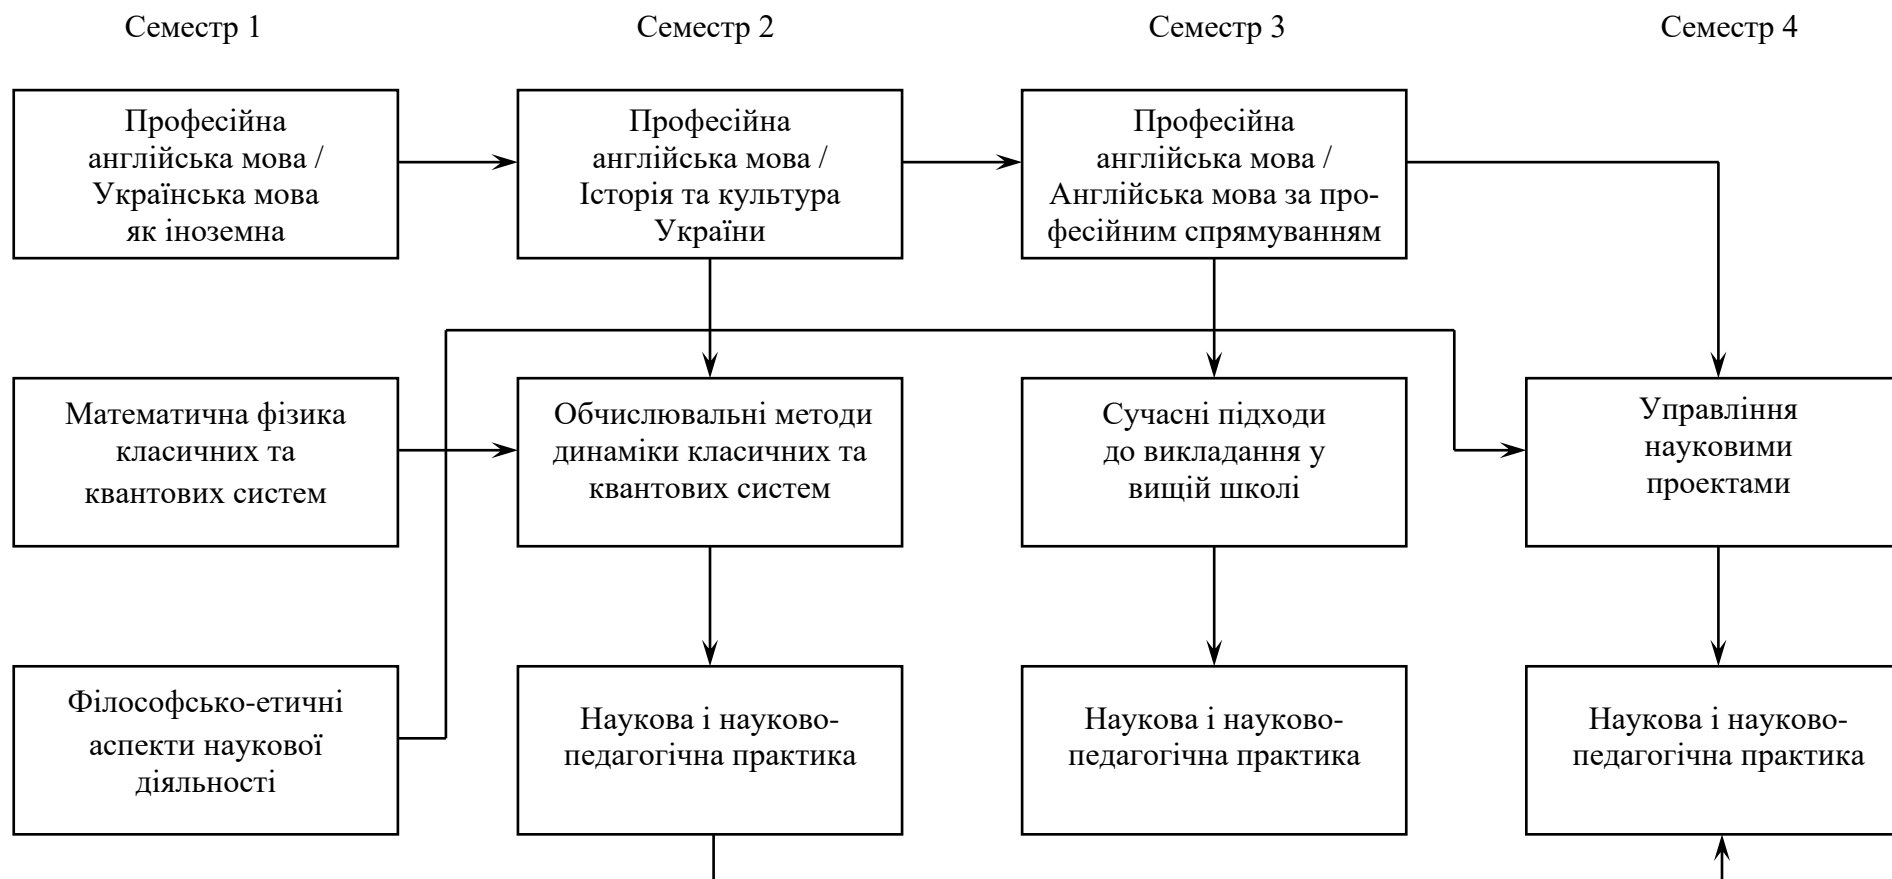 Семестр 1
Семестр 2
Семестр 3
Семестр 4
Професійна
англійська мова /
Українська мова
як іноземна
Професійна
англійська мова /
Історія та культура
України
Професійна
англійська мова /
Англійська мова за про-
фесійним спрямуванням
Математична фізика
класичних та
квантових систем
Обчислювальні методи
динаміки класичних та
квантових систем
Сучасні підходи
до викладання у
вищій школі
Управління
науковими
проектами
Філософсько-етичні
аспекти наукової
діяльності
Наукова і науково-
педагогічна практика
Наукова і науково-
педагогічна практика
Наукова і науково-
педагогічна практика